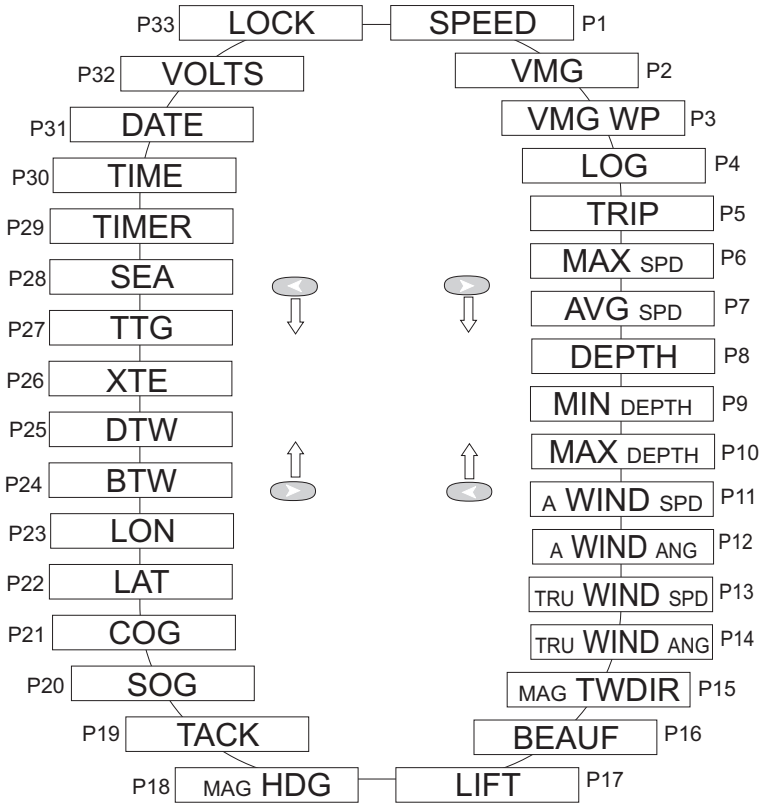 P33 LOCK SPEED P1
P32 VOLTS VMG P2
P31 DATE VMG WP P3
P30 TIME LOG P4
P29 TIMER TRIP P5
P28 SEA MAX SPD P6
P27 TTG AVG SPD P7
P26 XTE DEPTH P8
P25 DTW MIN DEPTH P9
P24 BTW MAX DEPTH P10
P23 LON A WIND SPD P11
P22 LAT A WIND ANG P12
P21 COG TRU WIND SPD P13
TRU WIND ANG P14
P20 SOG MAG TWDIR P15
P19 TACK BEAUF P16
P18 MAG HDG LIFT P17